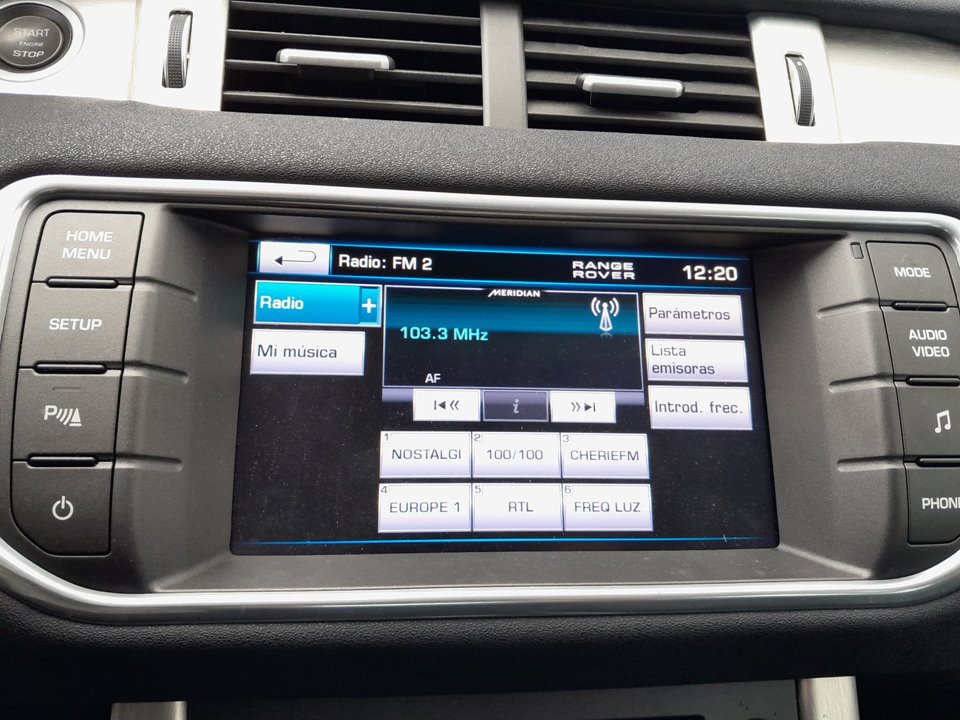 START
ENGINE
STOP
HOME
MENU
SETUP
P
Radio: FM 2
RANGE
ROVER
12:20
Radio +
Mi música
MERIDIAN
103.3 MHz
AF
i
Parámetros
Lista
emisoras
Introd. frec.
1 NOSTALGI
2 100/100
3 CHERIEFM
4 EUROPE 1
5 RTL
6 FREQ LUZ
MODE
AUDIO
VIDEO
PHONE